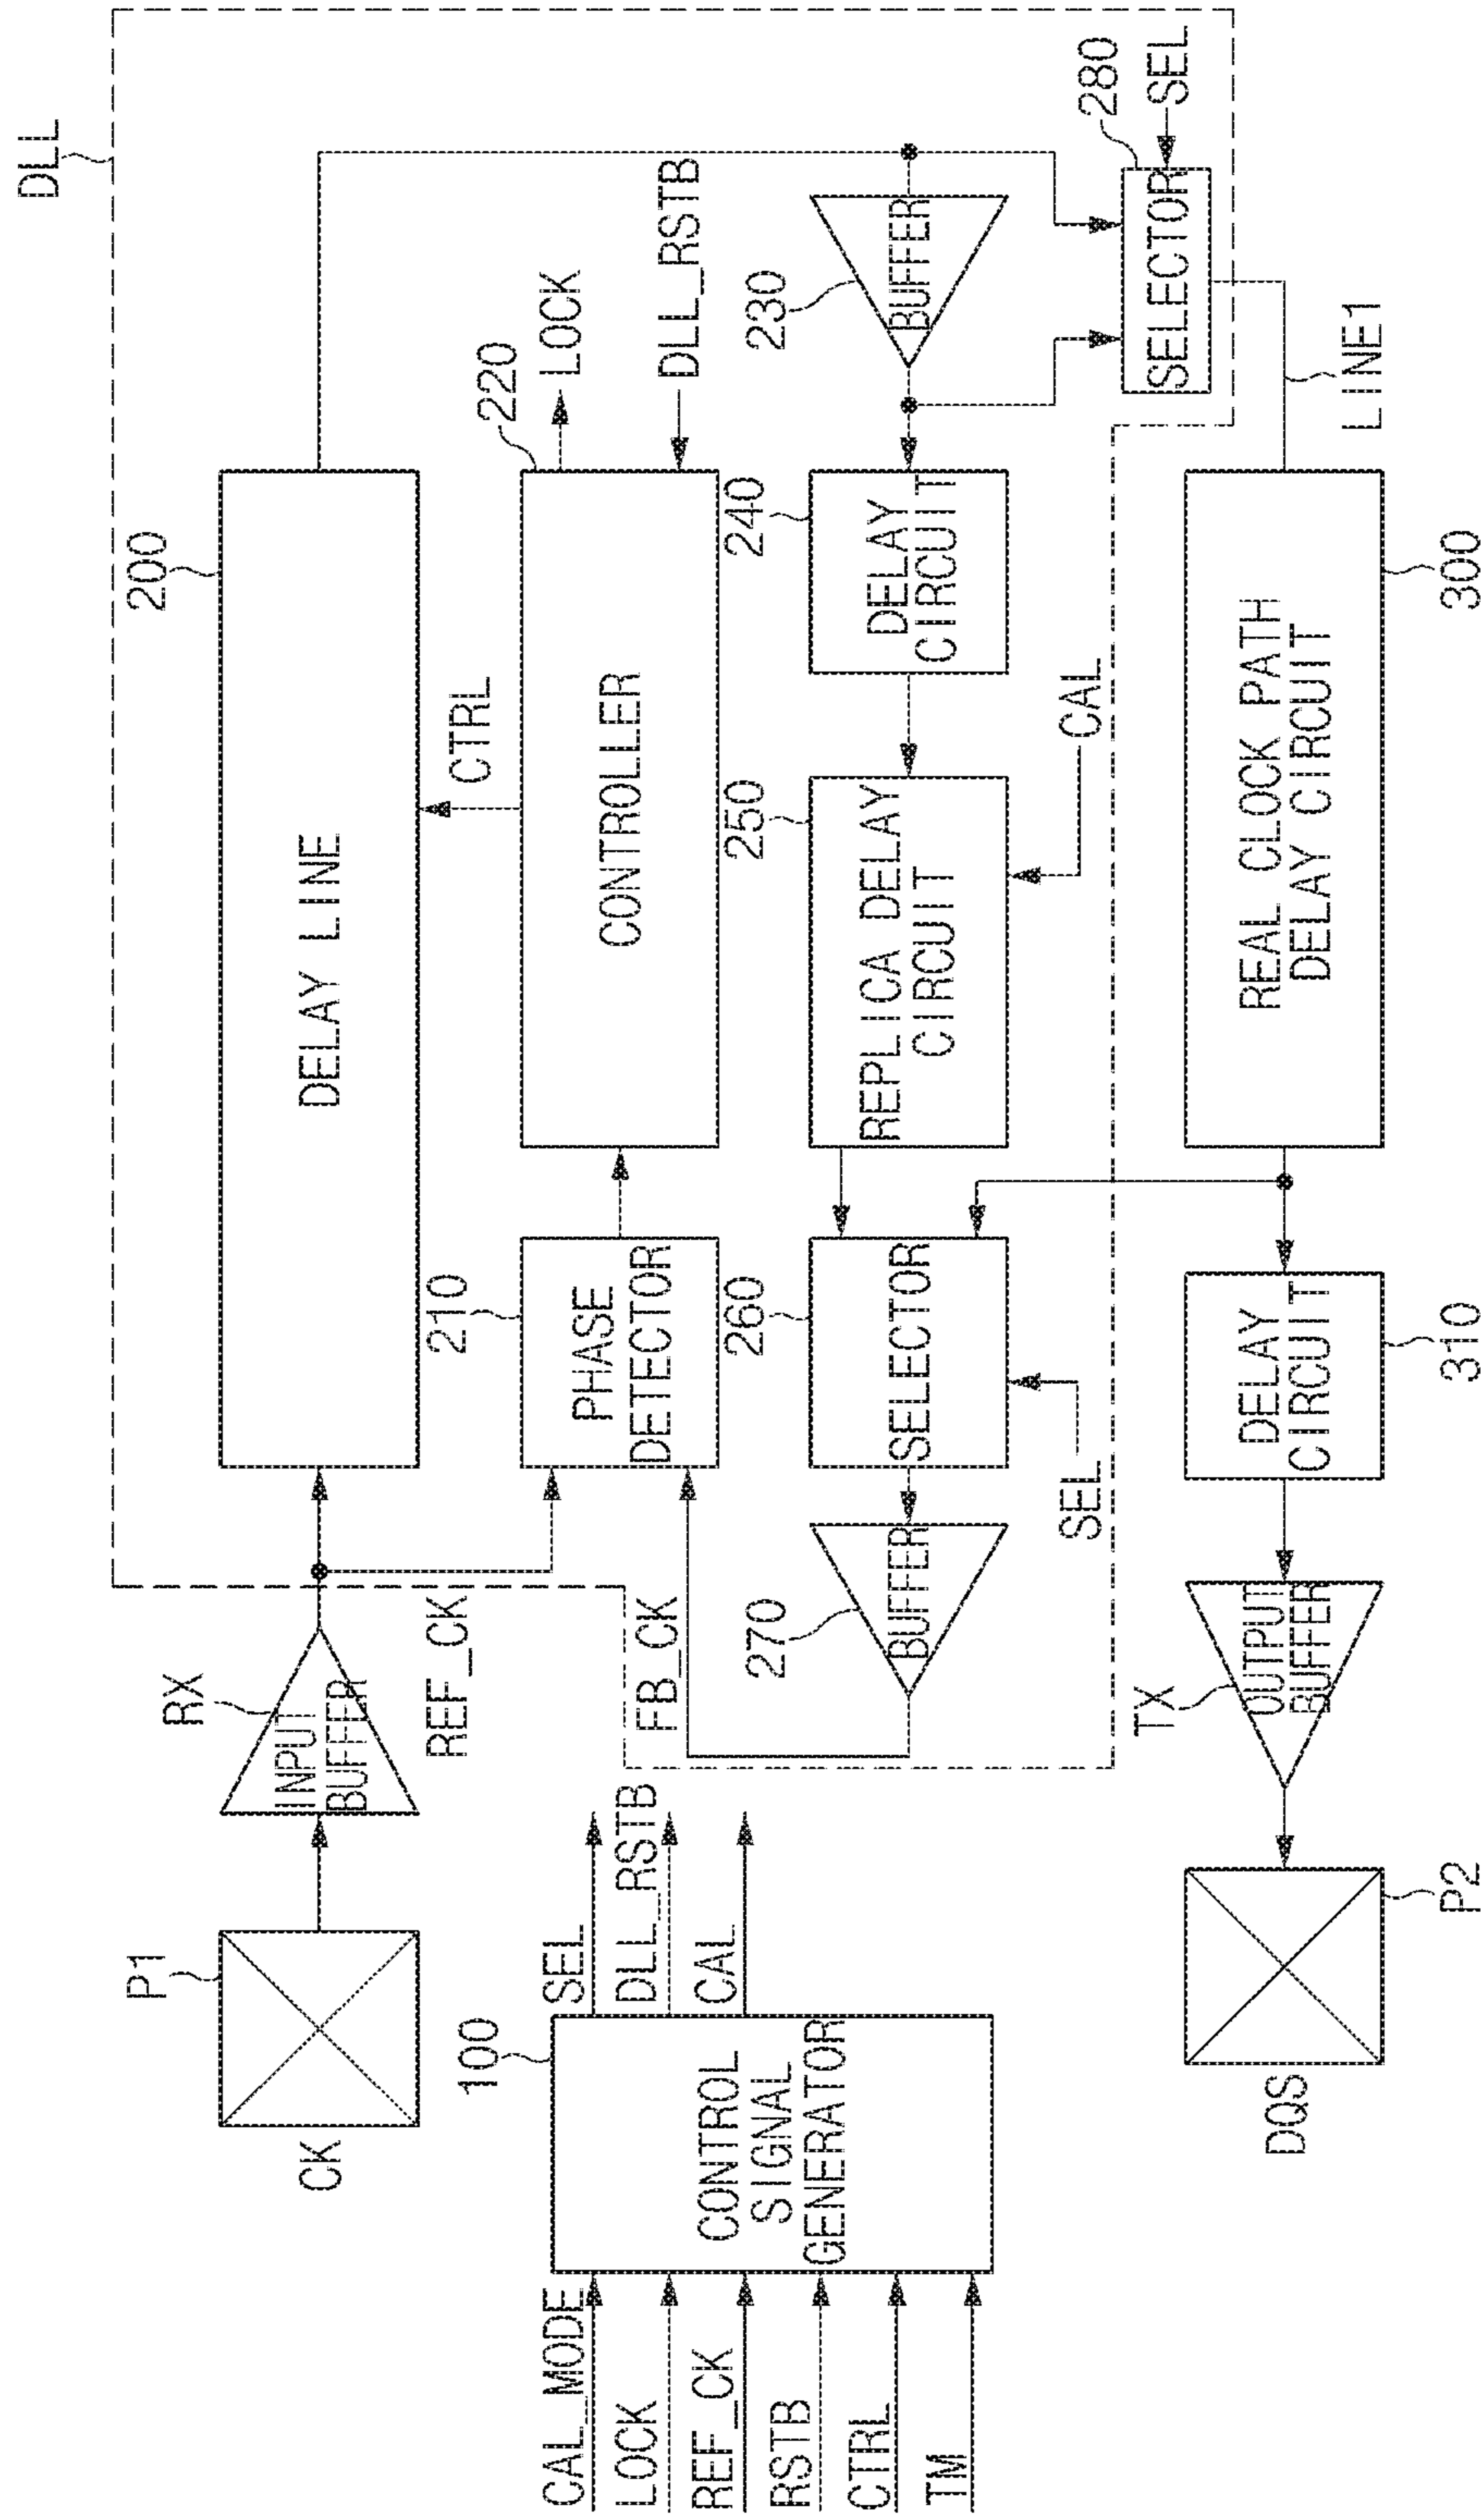 DLL
P1
CK
RX
INPUT
BUFFER
REF_CK
200
DELAY LINE
CTRL
210
PHASE
DETECTOR
220
CONTROLLER
LOCK
DLL_RSTB
FB_CK
270
BUFFER
260
SELECTOR
SEL
250
REPLICA DELAY
CIRCUIT
CAL
240
DELAY
CIRCUIT
230
BUFFER
280
SELECTOR
SEL
LINE1
100
CONTROL
SIGNAL
GENERATOR
CAL_MODE
LOCK
REF_CK
RSTB
CTRL
TM
SEL
DLL_RSTB
CAL
DQS
P2
TX
OUTPUT
BUFFER
DELAY
CIRCUIT
310
REAL CLOCK PATH
DELAY CIRCUIT
300